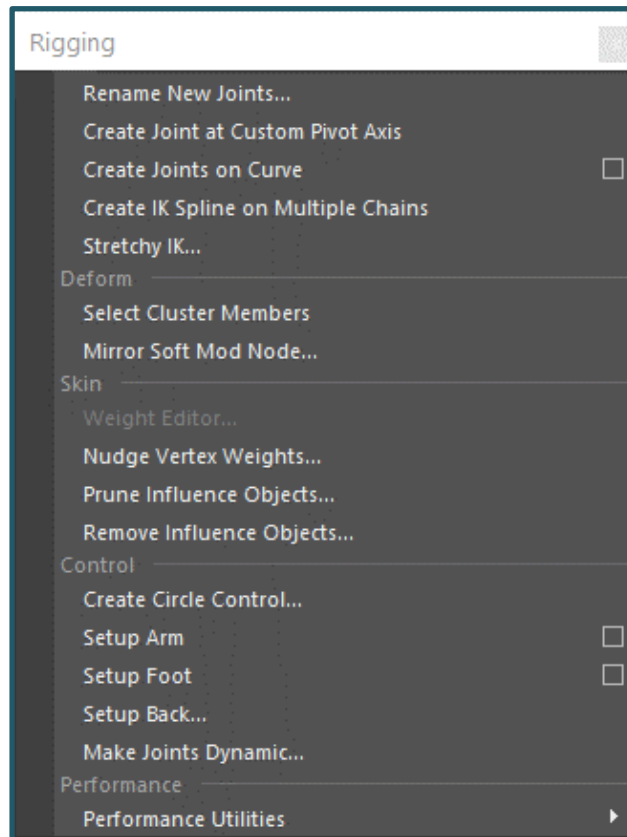 Rigging
Rename New Joints...
Create Joint at Custom Pivot Axis
Create Joints on Curve
Create IK Spline on Multiple Chains
Stretchy IK...
Deform
Select Cluster Members
Mirror Soft Mod Node...
Skin
Weight Editor...
Nudge Vertex Weights...
Prune Influence Objects...
Remove Influence Objects...
Control
Create Circle Control...
Setup Arm
Setup Foot
Setup Back...
Make Joints Dynamic...
Performance
Performance Utilities